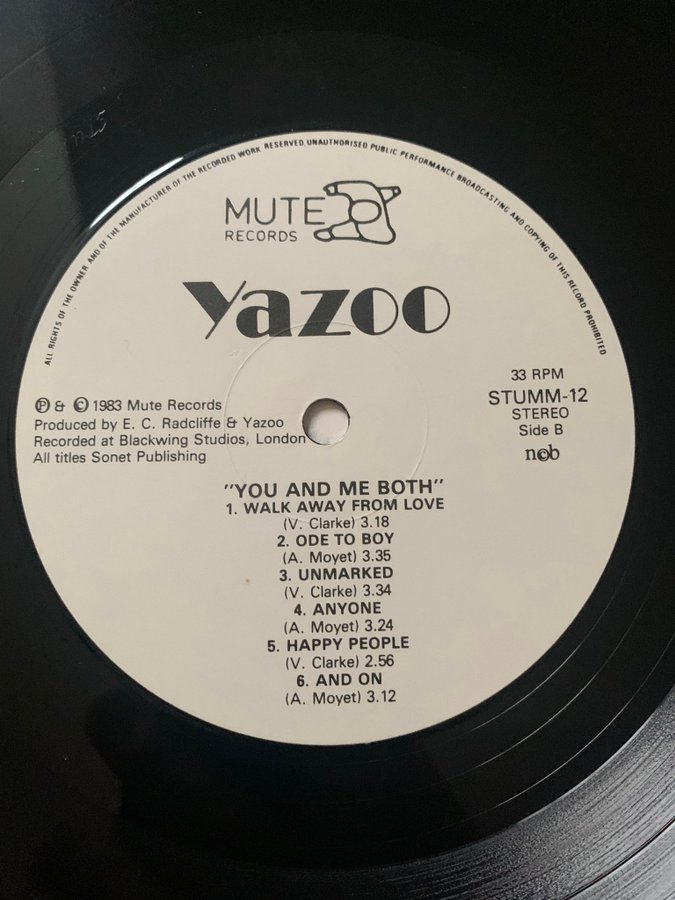 ALL RIGHTS OF THE OWNER AND OF THE MANUFACTURER OF THE RECORDED WORK RESERVED, UNAUTHORISED PUBLIC PERFORMANCE BROADCASTING AND COPYING OF THIS RECORD PROHIBITED
MUTE
RECORDS
Yazoo
33 RPM
STUMM-12
STEREO
Side B
ncb
Ⓟ & © 1983 Mute Records
Produced by E. C. Radcliffe & Yazoo
Recorded at Blackwing Studios, London
All titles Sonet Publishing
"YOU AND ME BOTH"
1. WALK AWAY FROM LOVE
(V. Clarke) 3.18
2. ODE TO BOY
(A. Moyet) 3.35
3. UNMARKED
(V. Clarke) 3.34
4. ANYONE
(A. Moyet) 3.24
5. HAPPY PEOPLE
(V. Clarke) 2.56
6. AND ON
(A. Moyet) 3.12